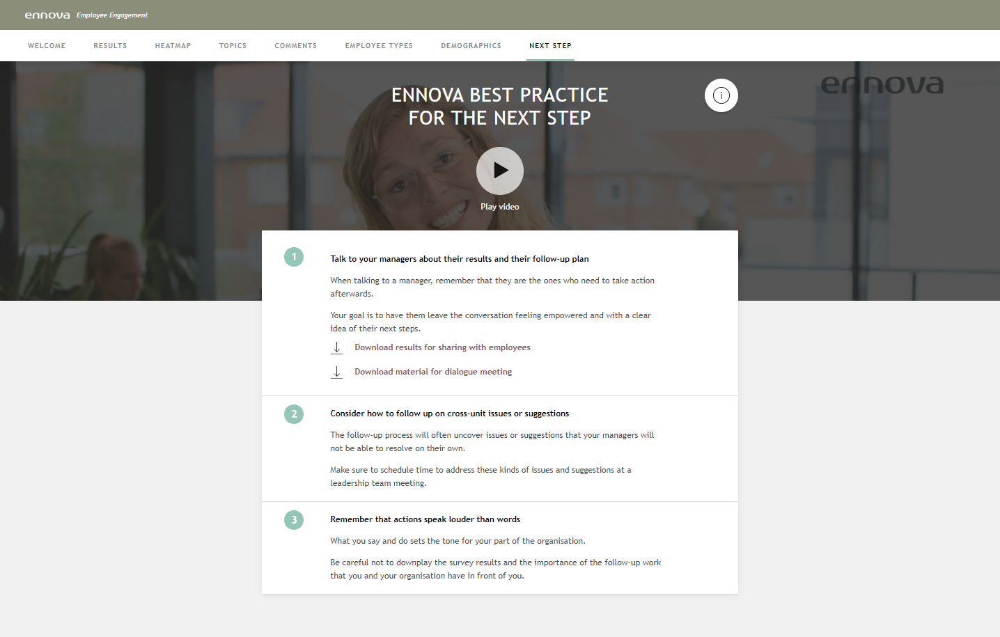 ennova Employee Engagement
WELCOME RESULTS HEATMAP TOPICS COMMENTS EMPLOYEE TYPES DEMOGRAPHICS NEXT STEP
ennova
ENNOVA BEST PRACTICE
FOR THE NEXT STEP
i
Play video
1
Talk to your managers about their results and their follow-up plan
When talking to a manager, remember that they are the ones who need to take action
afterwards.
Your goal is to have them leave the conversation feeling empowered and with a clear
idea of their next steps.
Download results for sharing with employees
Download material for dialogue meeting
2
Consider how to follow up on cross-unit issues or suggestions
The follow-up process will often uncover issues or suggestions that your managers will
not be able to resolve on their own.
Make sure to schedule time to address these kinds of issues and suggestions at a
leadership team meeting.
3
Remember that actions speak louder than words
What you say and do sets the tone for your part of the organisation.
Be careful not to downplay the survey results and the importance of the follow-up work
that you and your organisation have in front of you.